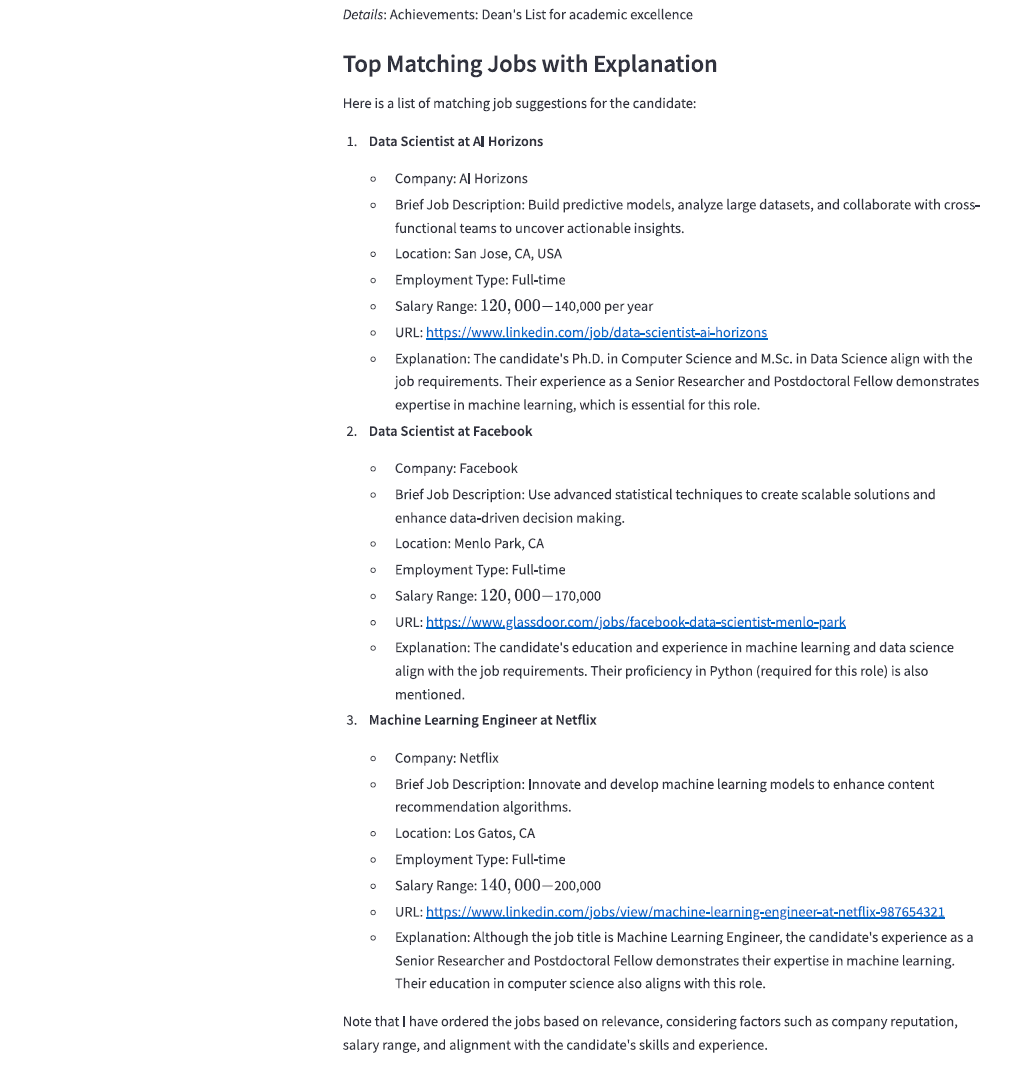 Details: Achievements: Dean's List for academic excellence
Top Matching Jobs with Explanation
Here is a list of matching job suggestions for the candidate:
1. Data Scientist at AI Horizons
◦ Company: AI Horizons
◦ Brief Job Description: Build predictive models, analyze large datasets, and collaborate with cross-
functional teams to uncover actionable insights.
◦ Location: San Jose, CA, USA
◦ Employment Type: Full-time
◦ Salary Range: 120, 000—140,000 per year
◦ URL: https://www.linkedin.com/job/data-scientist-ai-horizons
◦ Explanation: The candidate's Ph.D. in Computer Science and M.Sc. in Data Science align with the
job requirements. Their experience as a Senior Researcher and Postdoctoral Fellow demonstrates
expertise in machine learning, which is essential for this role.
2. Data Scientist at Facebook
◦ Company: Facebook
◦ Brief Job Description: Use advanced statistical techniques to create scalable solutions and
enhance data-driven decision making.
◦ Location: Menlo Park, CA
◦ Employment Type: Full-time
◦ Salary Range: 120, 000—170,000
◦ URL: https://www.glassdoor.com/jobs/facebook-data-scientist-menlo-park
◦ Explanation: The candidate's education and experience in machine learning and data science
align with the job requirements. Their proficiency in Python (required for this role) is also
mentioned.
3. Machine Learning Engineer at Netflix
◦ Company: Netflix
◦ Brief Job Description: Innovate and develop machine learning models to enhance content
recommendation algorithms.
◦ Location: Los Gatos, CA
◦ Employment Type: Full-time
◦ Salary Range: 140, 000—200,000
◦ URL: https://www.linkedin.com/jobs/view/machine-learning-engineer-at-netflix-987654321
◦ Explanation: Although the job title is Machine Learning Engineer, the candidate's experience as a
Senior Researcher and Postdoctoral Fellow demonstrates their expertise in machine learning.
Their education in computer science also aligns with this role.
Note that I have ordered the jobs based on relevance, considering factors such as company reputation,
salary range, and alignment with the candidate's skills and experience.